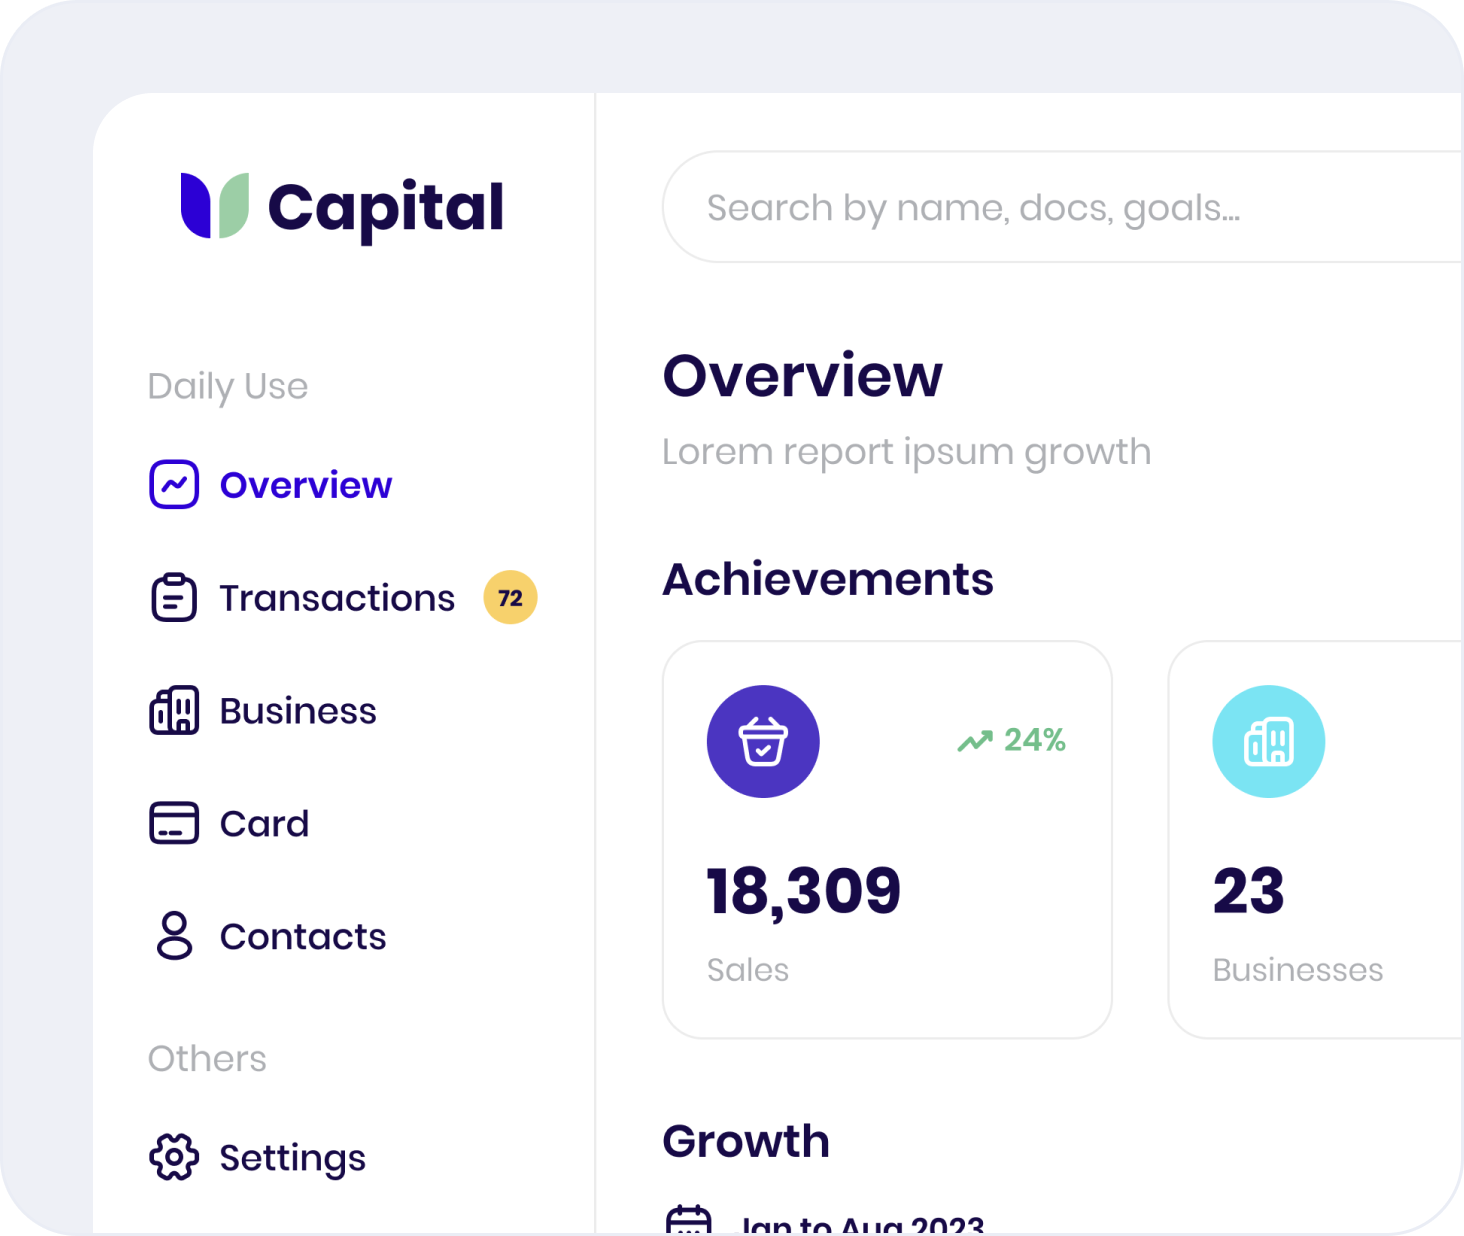 Capital
Search by name, docs, goals...
Daily Use
Overview
Transactions 72
Business
Card
Contacts
Others
Settings
Overview
Lorem report ipsum growth
Achievements
24%
18,309
Sales
23
Businesses
Growth
Jan to Aug 2023